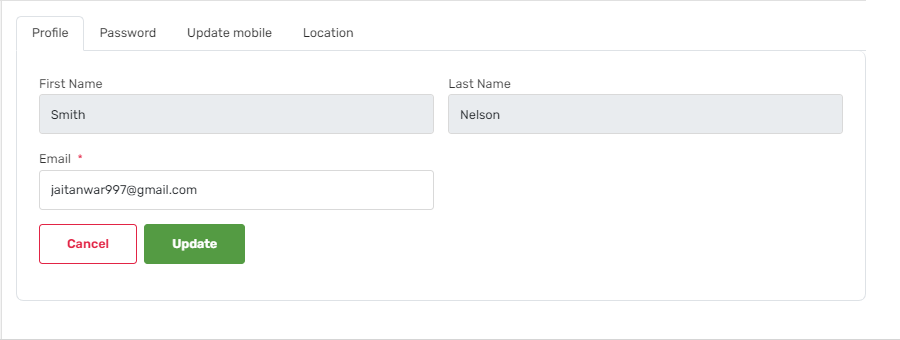 Profile Password Update mobile Location
First Name Last Name
Smith Nelson
Email *
jaitanwar997@gmail.com
Cancel Update